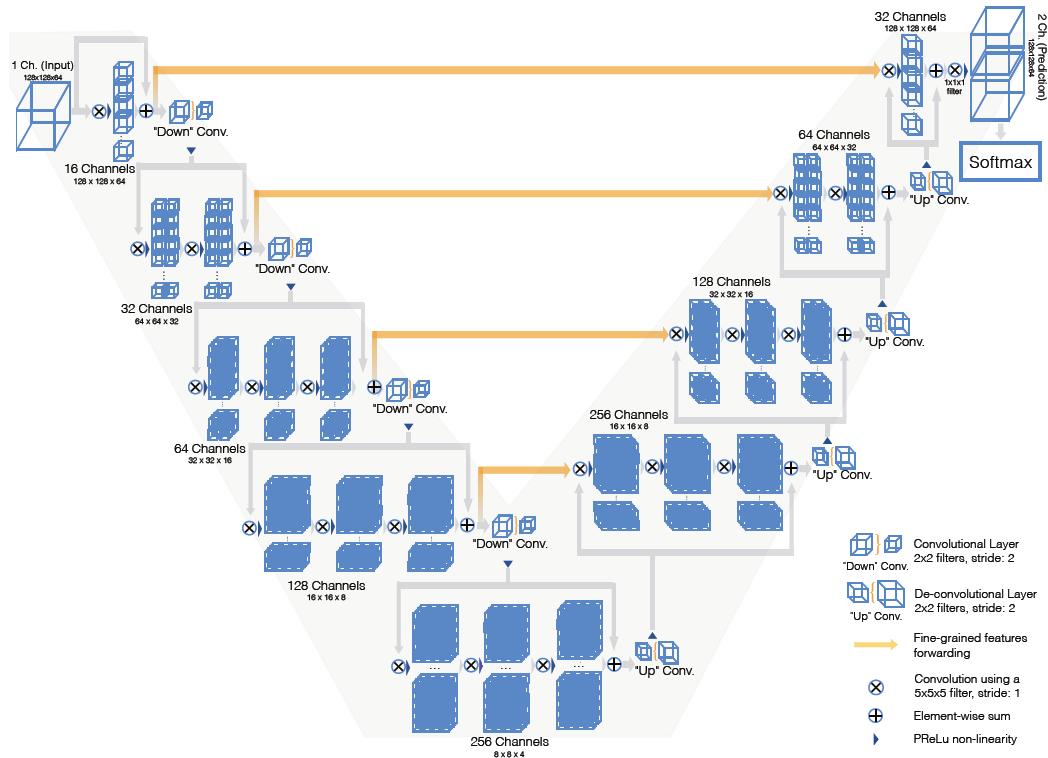 1 Ch. (Input)
128x128x64
"Down" Conv.
16 Channels
128 x 128 x 64
"Down" Conv.
32 Channels
64 x 64 x 32
"Down" Conv.
64 Channels
32 x 32 x 16
"Down" Conv.
128 Channels
16 x 16 x 8
256 Channels
8 x 8 x 4
"Up" Conv.
256 Channels
16 x 16 x 8
"Up" Conv.
128 Channels
32 x 32 x 16
"Up" Conv.
64 Channels
64 x 64 x 32
"Up" Conv.
32 Channels
128 x 128 x 64
1x1x1
filter
2 Ch. (Prediction)
128x128x64
Softmax
"Down" Conv.
Convolutional Layer
2x2 filters, stride: 2
"Up" Conv.
De-convolutional Layer
2x2 filters, stride: 2
Fine-grained features
forwarding
Convolution using a
5x5x5 filter, stride: 1
Element-wise sum
PReLu non-linearity